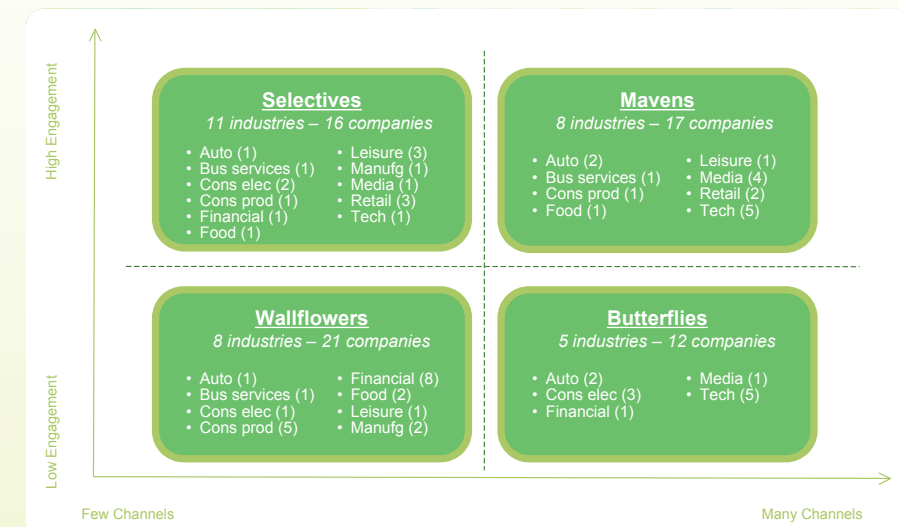 High Engagement
Selectives
11 industries – 16 companies
• Auto (1)
• Bus services (1)
• Cons elec (2)
• Cons prod (1)
• Financial (1)
• Food (1)
• Leisure (3)
• Manufg (1)
• Media (1)
• Retail (3)
• Tech (1)
Mavens
8 industries – 17 companies
• Auto (2)
• Bus services (1)
• Cons prod (1)
• Food (1)
• Leisure (1)
• Media (4)
• Retail (2)
• Tech (5)
Low Engagement
Wallflowers
8 industries – 21 companies
• Auto (1)
• Bus services (1)
• Cons elec (1)
• Cons prod (5)
• Financial (8)
• Food (2)
• Leisure (1)
• Manufg (2)
Butterflies
5 industries – 12 companies
• Auto (2)
• Cons elec (3)
• Financial (1)
• Media (1)
• Tech (5)
Few Channels
Many Channels